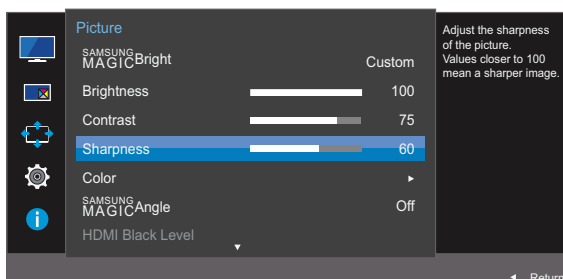 Picture
SAMSUNG
MAGICBright Custom
Brightness 100
Contrast 75
Sharpness 60
Color
SAMSUNG
MAGICAngle Off
HDMI Black Level
Adjust the sharpness
of the picture.
Values closer to 100
mean a sharper image.
Return